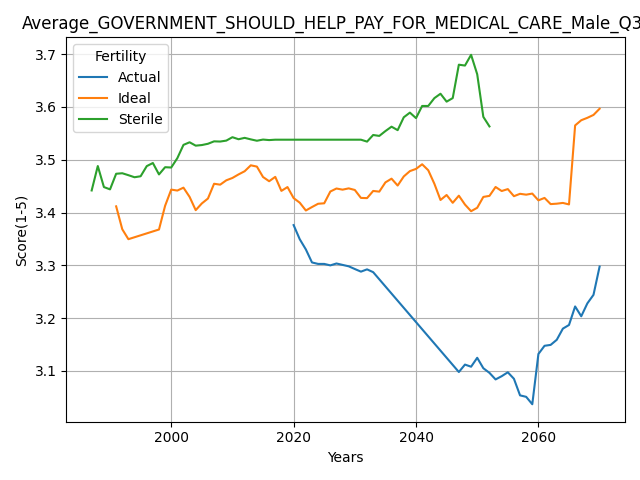 Average_GOVERNMENT_SHOULD_HELP_PAY_FOR_MEDICAL_CARE_Male_Q3
Fertility
Actual
Ideal
Sterile
Score(1-5)
3.7
3.6
3.5
3.4
3.3
3.2
3.1
2000 2020 2040 2060
Years